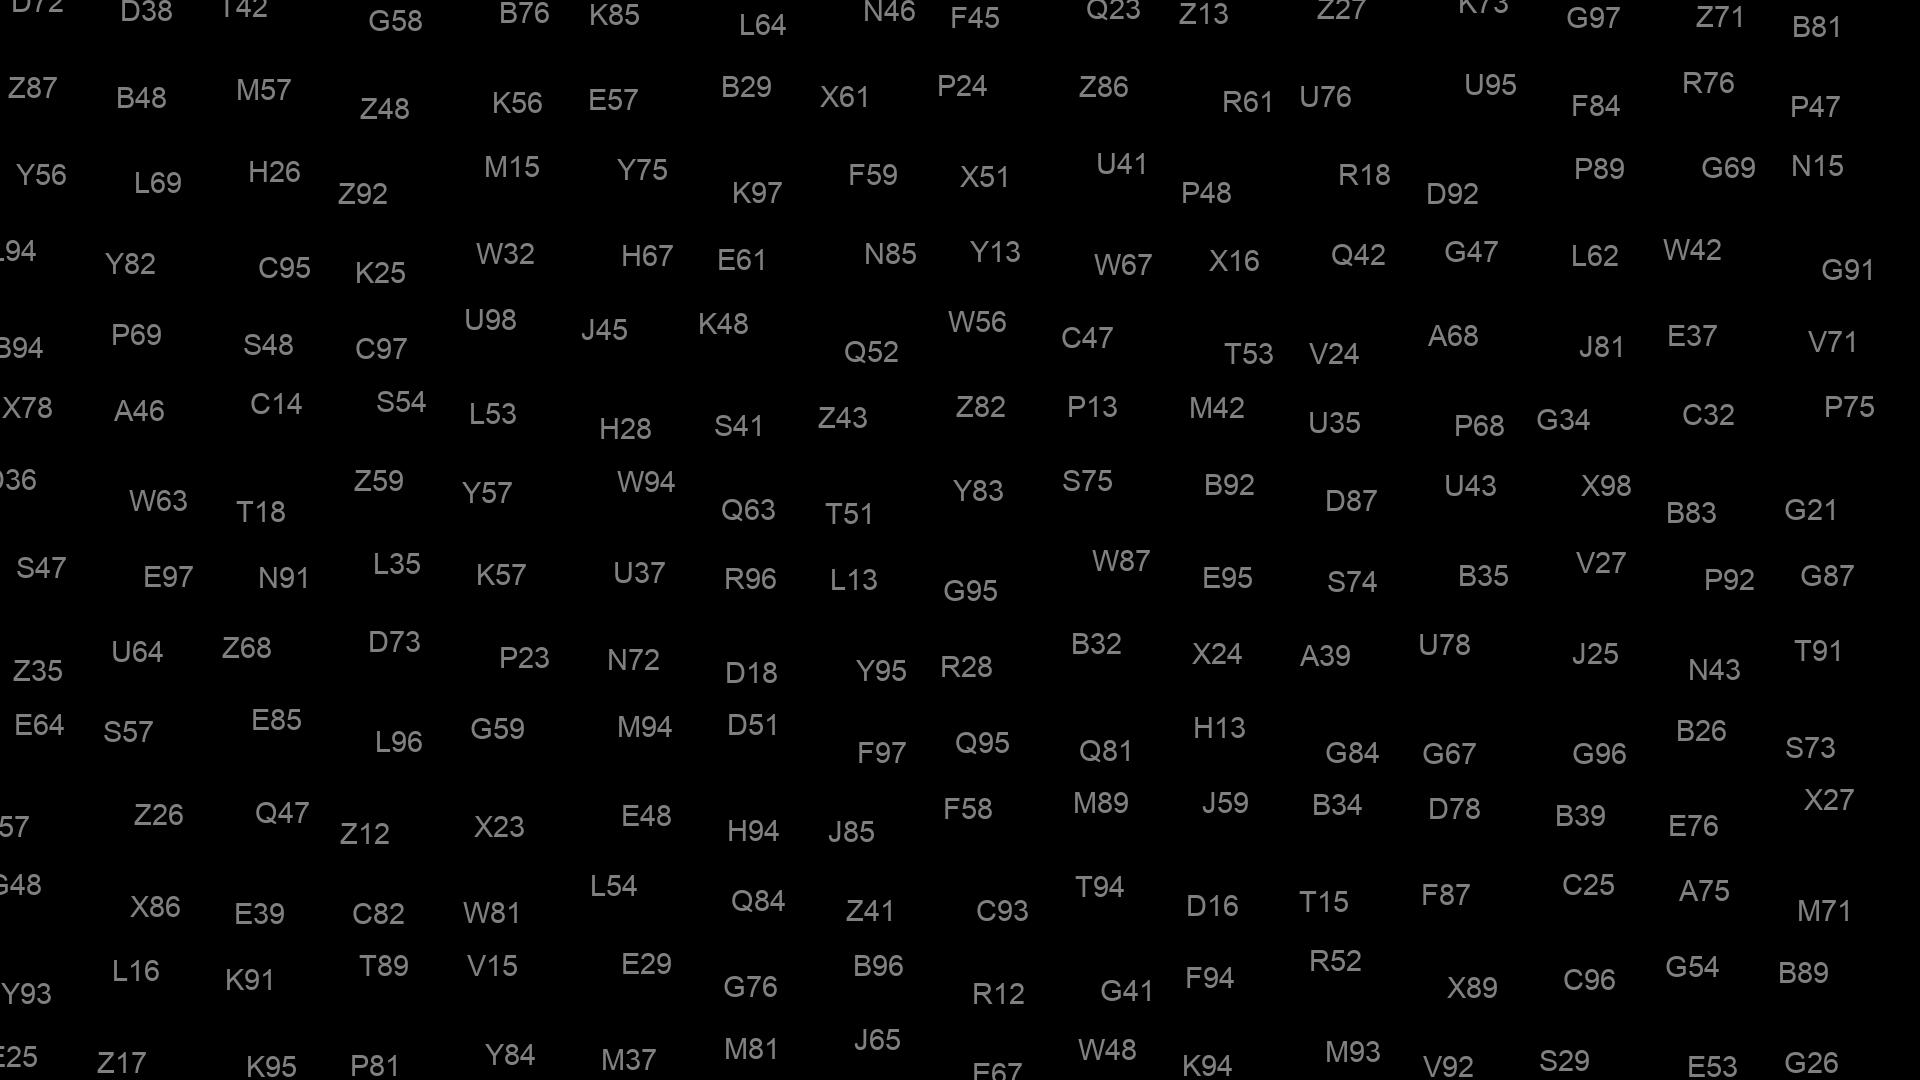 D72 D38 T42 G58 B76 K85 L64 N46 F45 Q23 Z13 Z27 K73 G97 Z71 B81
Z87 B48 M57 Z48 K56 E57 B29 X61 P24 Z86 R61 U76 U95 F84 R76 P47
Y56 L69 H26 Z92 M15 Y75 K97 F59 X51 U41 P48 R18 D92 P89 G69 N15
94 Y82 C95 K25 W32 H67 E61 N85 Y13 W67 X16 Q42 G47 L62 W42 G91
B94 P69 S48 C97 U98 J45 K48 Q52 W56 C47 T53 V24 A68 J81 E37 V71
X78 A46 C14 S54 L53 H28 S41 Z43 Z82 P13 M42 U35 P68 G34 C32 P75
36 W63 T18 Z59 Y57 W94 Q63 T51 Y83 S75 B92 D87 U43 X98 B83 G21
S47 E97 N91 L35 K57 U37 R96 L13 G95 W87 E95 S74 B35 V27 P92 G87
Z35 U64 Z68 D73 P23 N72 D18 Y95 R28 B32 X24 A39 U78 J25 N43 T91
E64 S57 E85 L96 G59 M94 D51 F97 Q95 Q81 H13 G84 G67 G96 B26 S73
57 Z26 Q47 Z12 X23 E48 H94 J85 F58 M89 J59 B34 D78 B39 E76 X27
G48 X86 E39 C82 W81 L54 Q84 Z41 C93 T94 D16 T15 F87 C25 A75 M71
Y93 L16 K91 T89 V15 E29 G76 B96 R12 G41 F94 R52 X89 C96 G54 B89
E25 Z17 K95 P81 Y84 M37 M81 J65 E67 W48 K94 M93 V92 S29 E53 G26